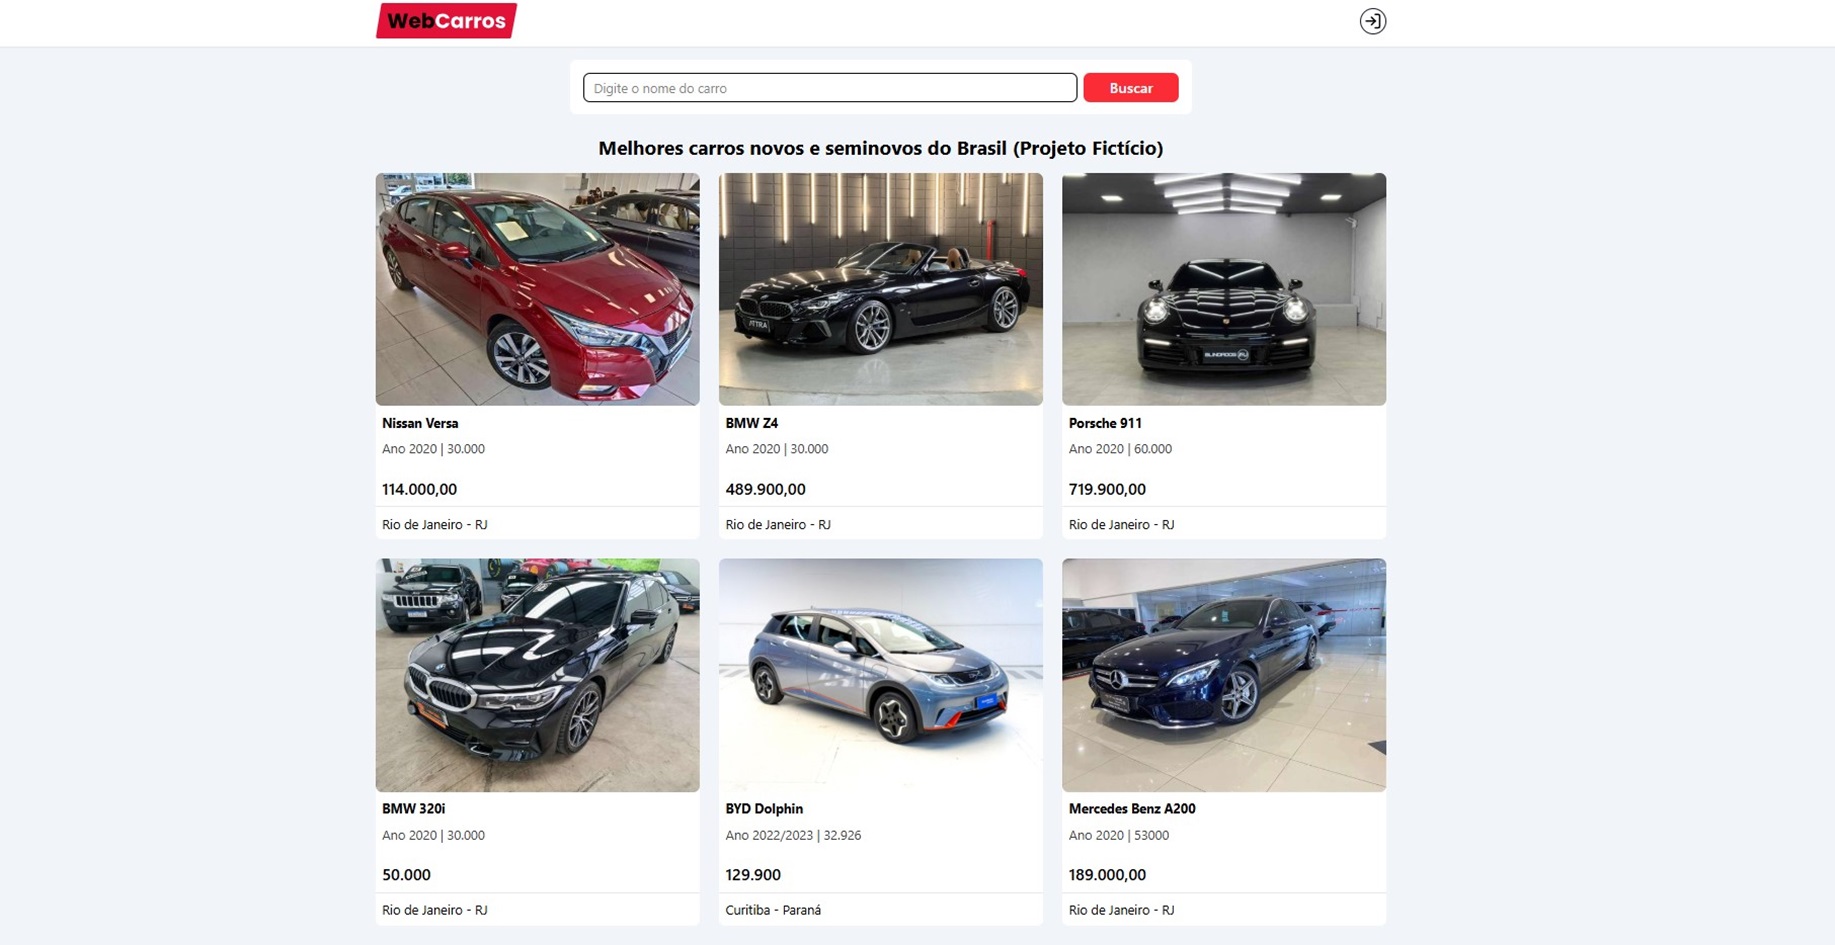 WebCarros
Digite o nome do carro
Buscar
Melhores carros novos e seminovos do Brasil (Projeto Fictício)
ATTRA
BLINDADOS RJ
Nissan Versa
BMW Z4
Porsche 911
Ano 2020 | 30.000
Ano 2020 | 30.000
Ano 2020 | 60.000
114.000,00
489.900,00
719.900,00
Rio de Janeiro - RJ
Rio de Janeiro - RJ
Rio de Janeiro - RJ
BMW 320i
BYD Dolphin
Mercedes Benz A200
Ano 2020 | 30.000
Ano 2022/2023 | 32.926
Ano 2020 | 53000
50.000
129.900
189.000,00
Rio de Janeiro - RJ
Curitiba - Paraná
Rio de Janeiro - RJ